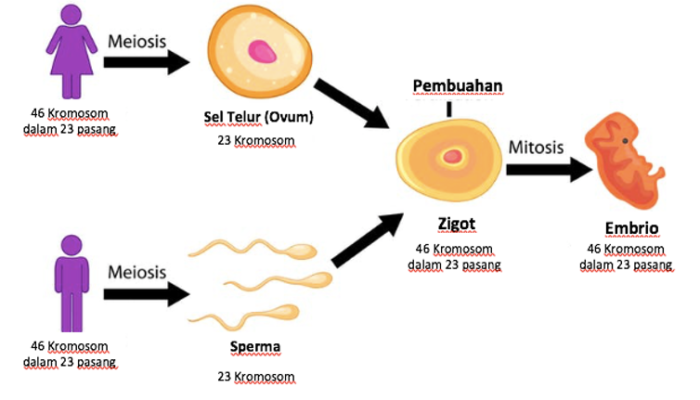 Meiosis
46 Kromosom
dalam 23 pasang
Sel Telur (Ovum)
23 Kromosom
Pembuahan
Mitosis
Zigot
46 Kromosom
dalam 23 pasang
Embrio
46 Kromosom
dalam 23 pasang
Meiosis
46 Kromosom
dalam 23 pasang
Sperma
23 Kromosom